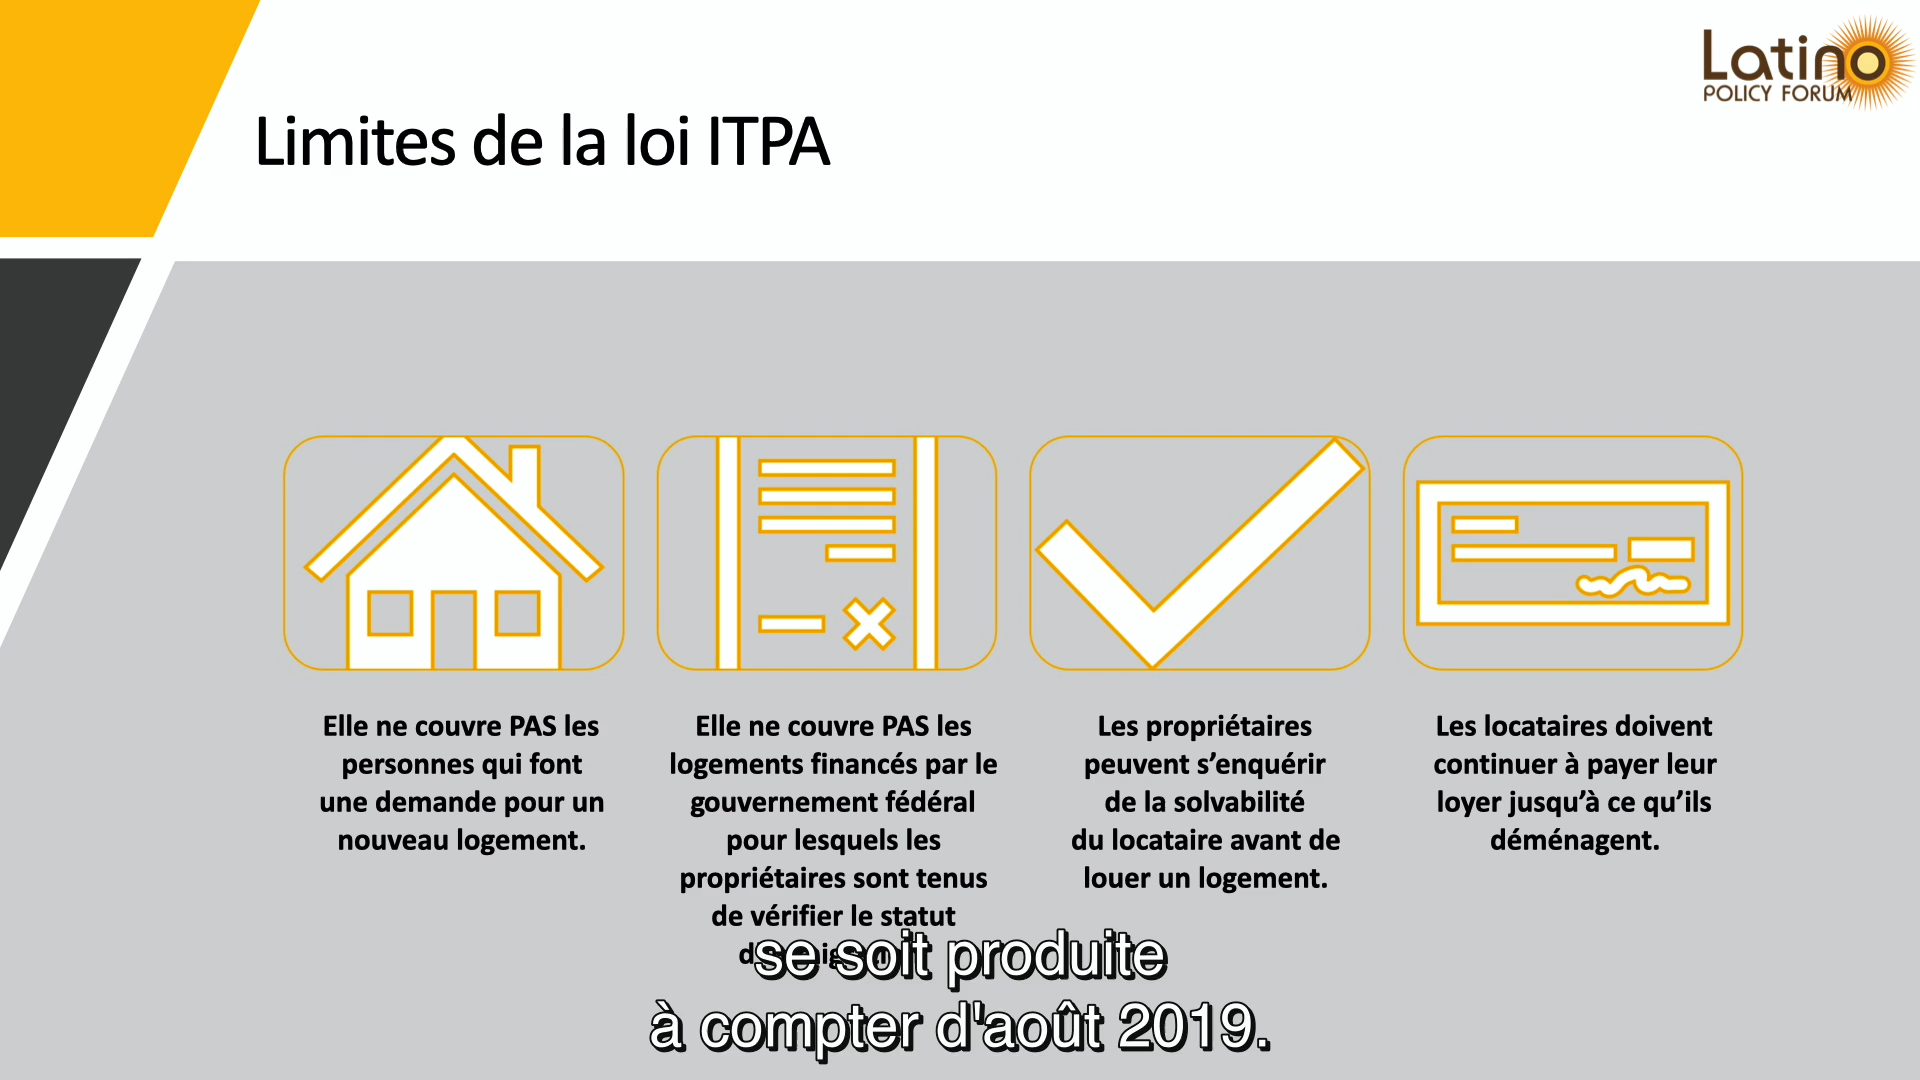 Latino
POLICY FORUM
Limites de la loi ITPA
Elle ne couvre PAS les
personnes qui font
une demande pour un
nouveau logement.
Elle ne couvre PAS les
logements financés par le
gouvernement fédéral
pour lesquels les
propriétaires sont tenus
de vérifier le statut
Les propriétaires
peuvent s’enquérir
de la solvabilité
du locataire avant de
louer un logement.
Les locataires doivent
continuer à payer leur
loyer jusqu’à ce qu’ils
déménagent.
se soit produite
à compter d'août 2019.